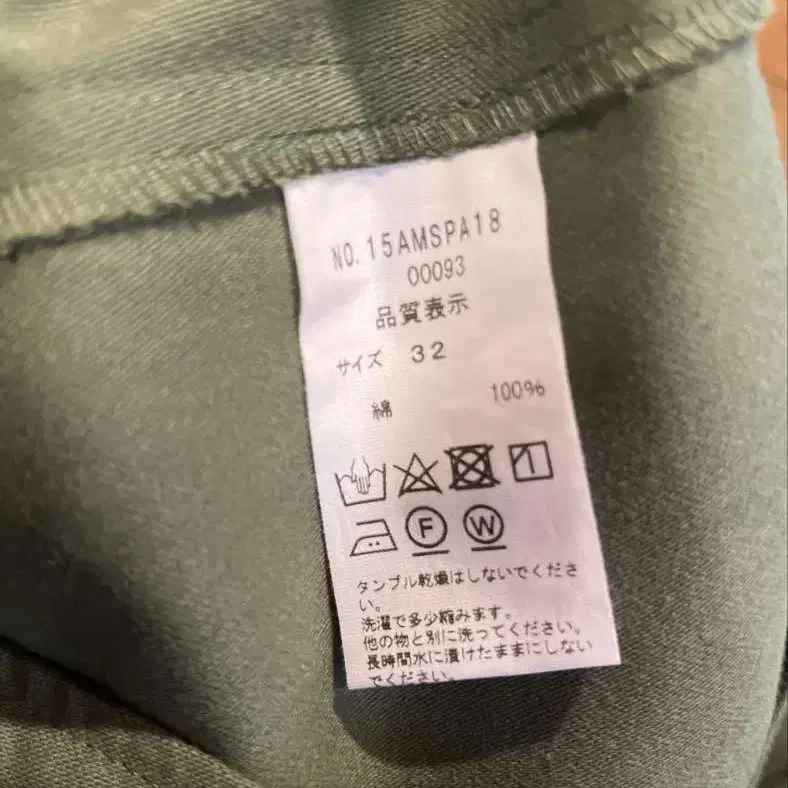 NO.15AMSPA18
00093
品質表示
サイズ 32
綿 100%
F W
タンブル乾燥はしないでくださ
い。
洗濯で多少縮みます。
他の物と別に洗ってください。
長時間水に漬けたままにしない
でください。